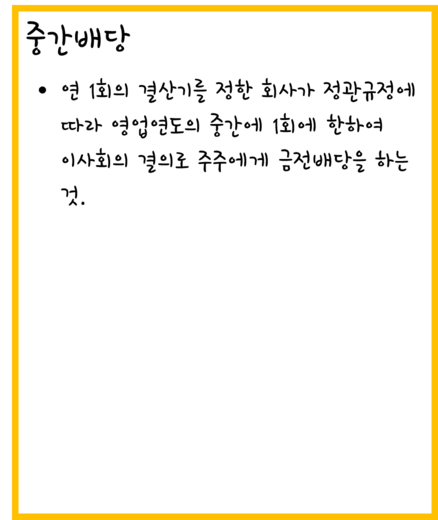 중간배당
• 연 1회의 결산기를 정한 회사가 정관규정에
따라 영업연도의 중간에 1회에 한하여
이사회의 결의로 주주에게 금전배당을 하는
것.